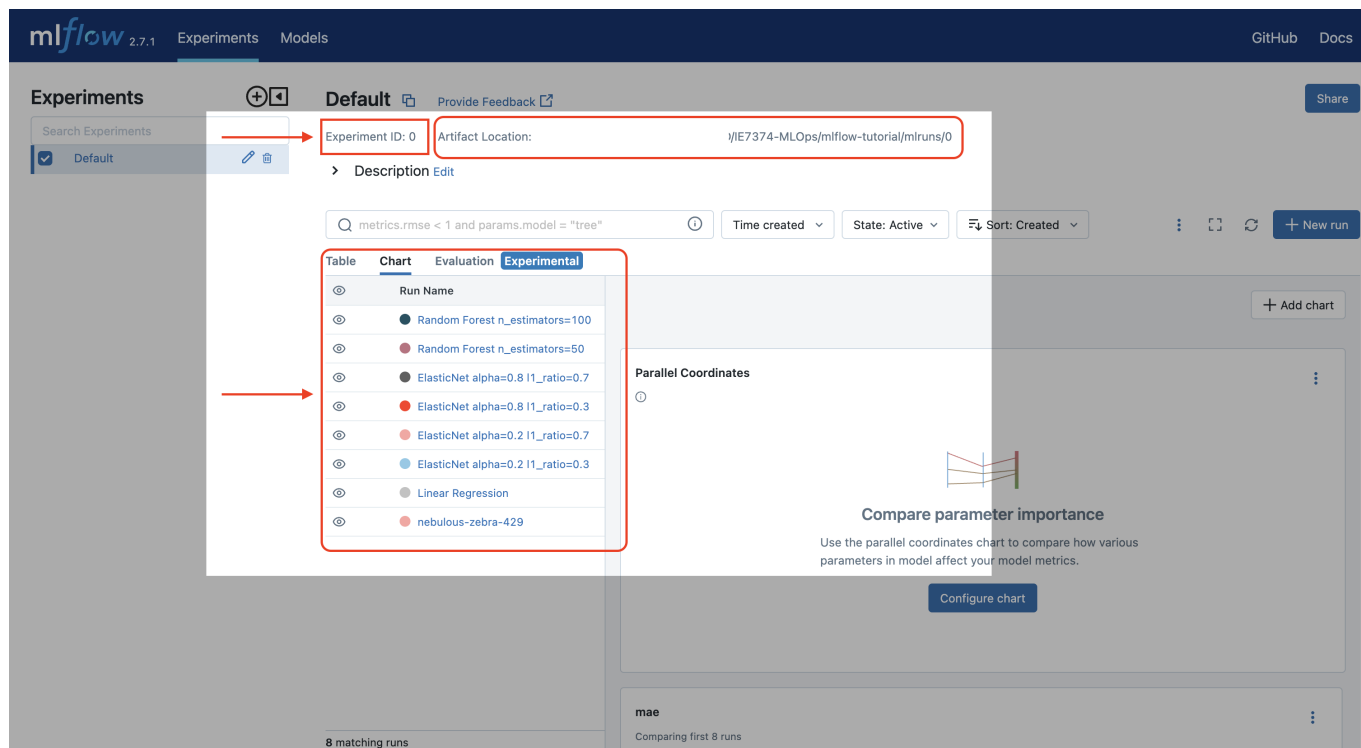 mlflow 2.7.1 Experiments Models GitHub Docs
Experiments
Search Experiments
Default
Default Provide Feedback Share
Experiment ID: 0 Artifact Location: )/IE7374-MLOps/mlflow-tutorial/mlruns/0
Description Edit
metrics.rmse < 1 and params.model = "tree" Time created State: Active Sort: Created + New run
Table Chart Evaluation Experimental
Run Name
+ Add chart
Random Forest n_estimators=100
Random Forest n_estimators=50
ElasticNet alpha=0.8 l1_ratio=0.7
ElasticNet alpha=0.8 l1_ratio=0.3
ElasticNet alpha=0.2 l1_ratio=0.7
ElasticNet alpha=0.2 l1_ratio=0.3
Linear Regression
nebulous-zebra-429
8 matching runs
Parallel Coordinates
Compare parameter importance
Use the parallel coordinates chart to compare how various
parameters in model affect your model metrics.
Configure chart
mae
Comparing first 8 runs